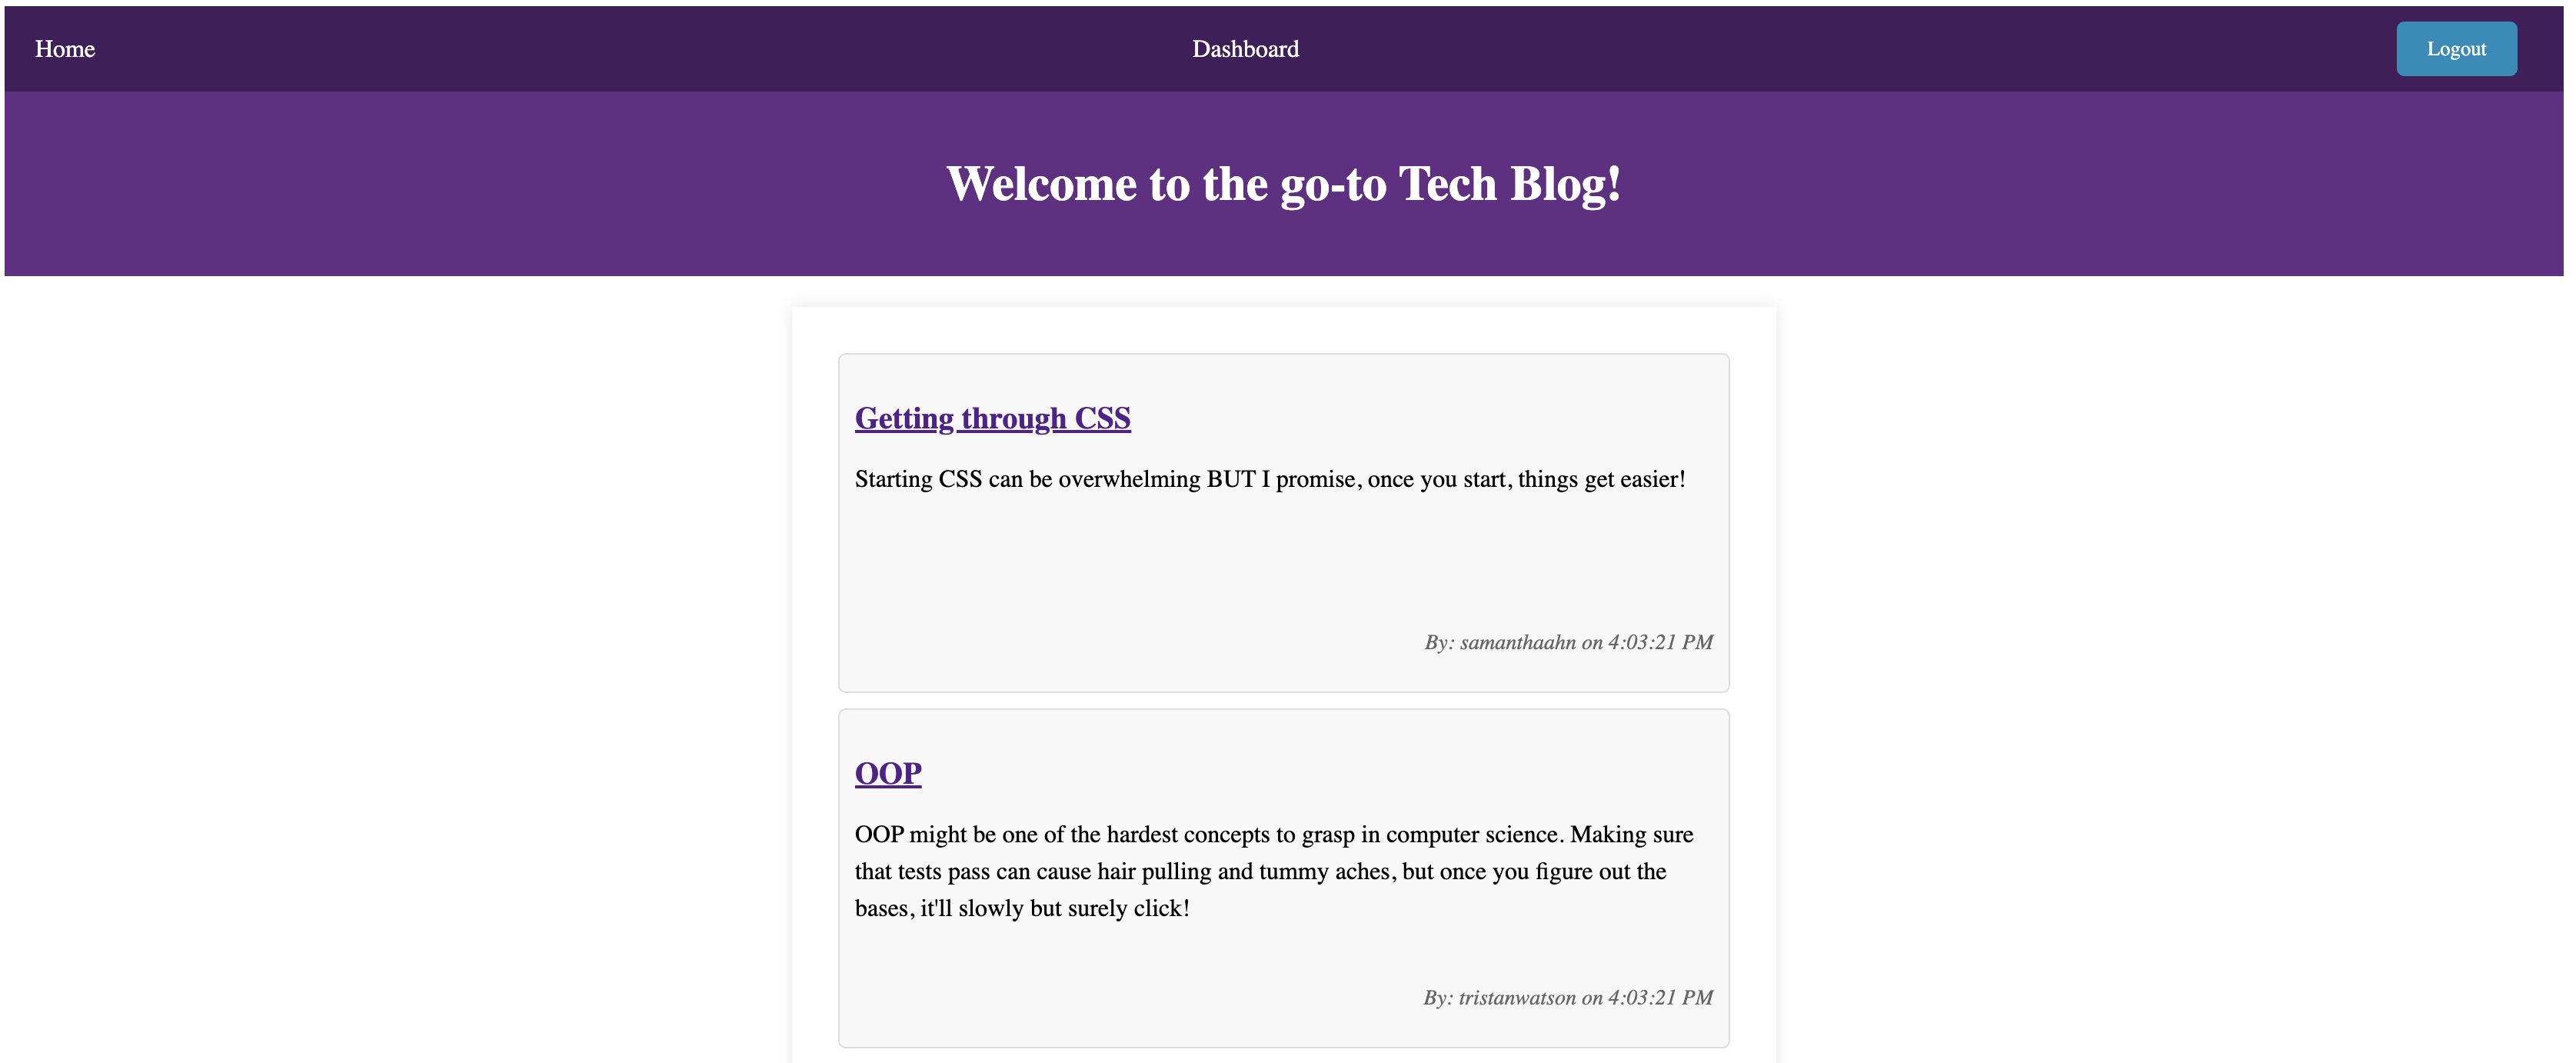 Home Dashboard Logout
Welcome to the go-to Tech Blog!
Getting through CSS
Starting CSS can be overwhelming BUT I promise, once you start, things get easier!
By: samanthaahn on 4:03:21 PM
OOP
OOP might be one of the hardest concepts to grasp in computer science. Making sure
that tests pass can cause hair pulling and tummy aches, but once you figure out the
bases, it'll slowly but surely click!
By: tristanwatson on 4:03:21 PM